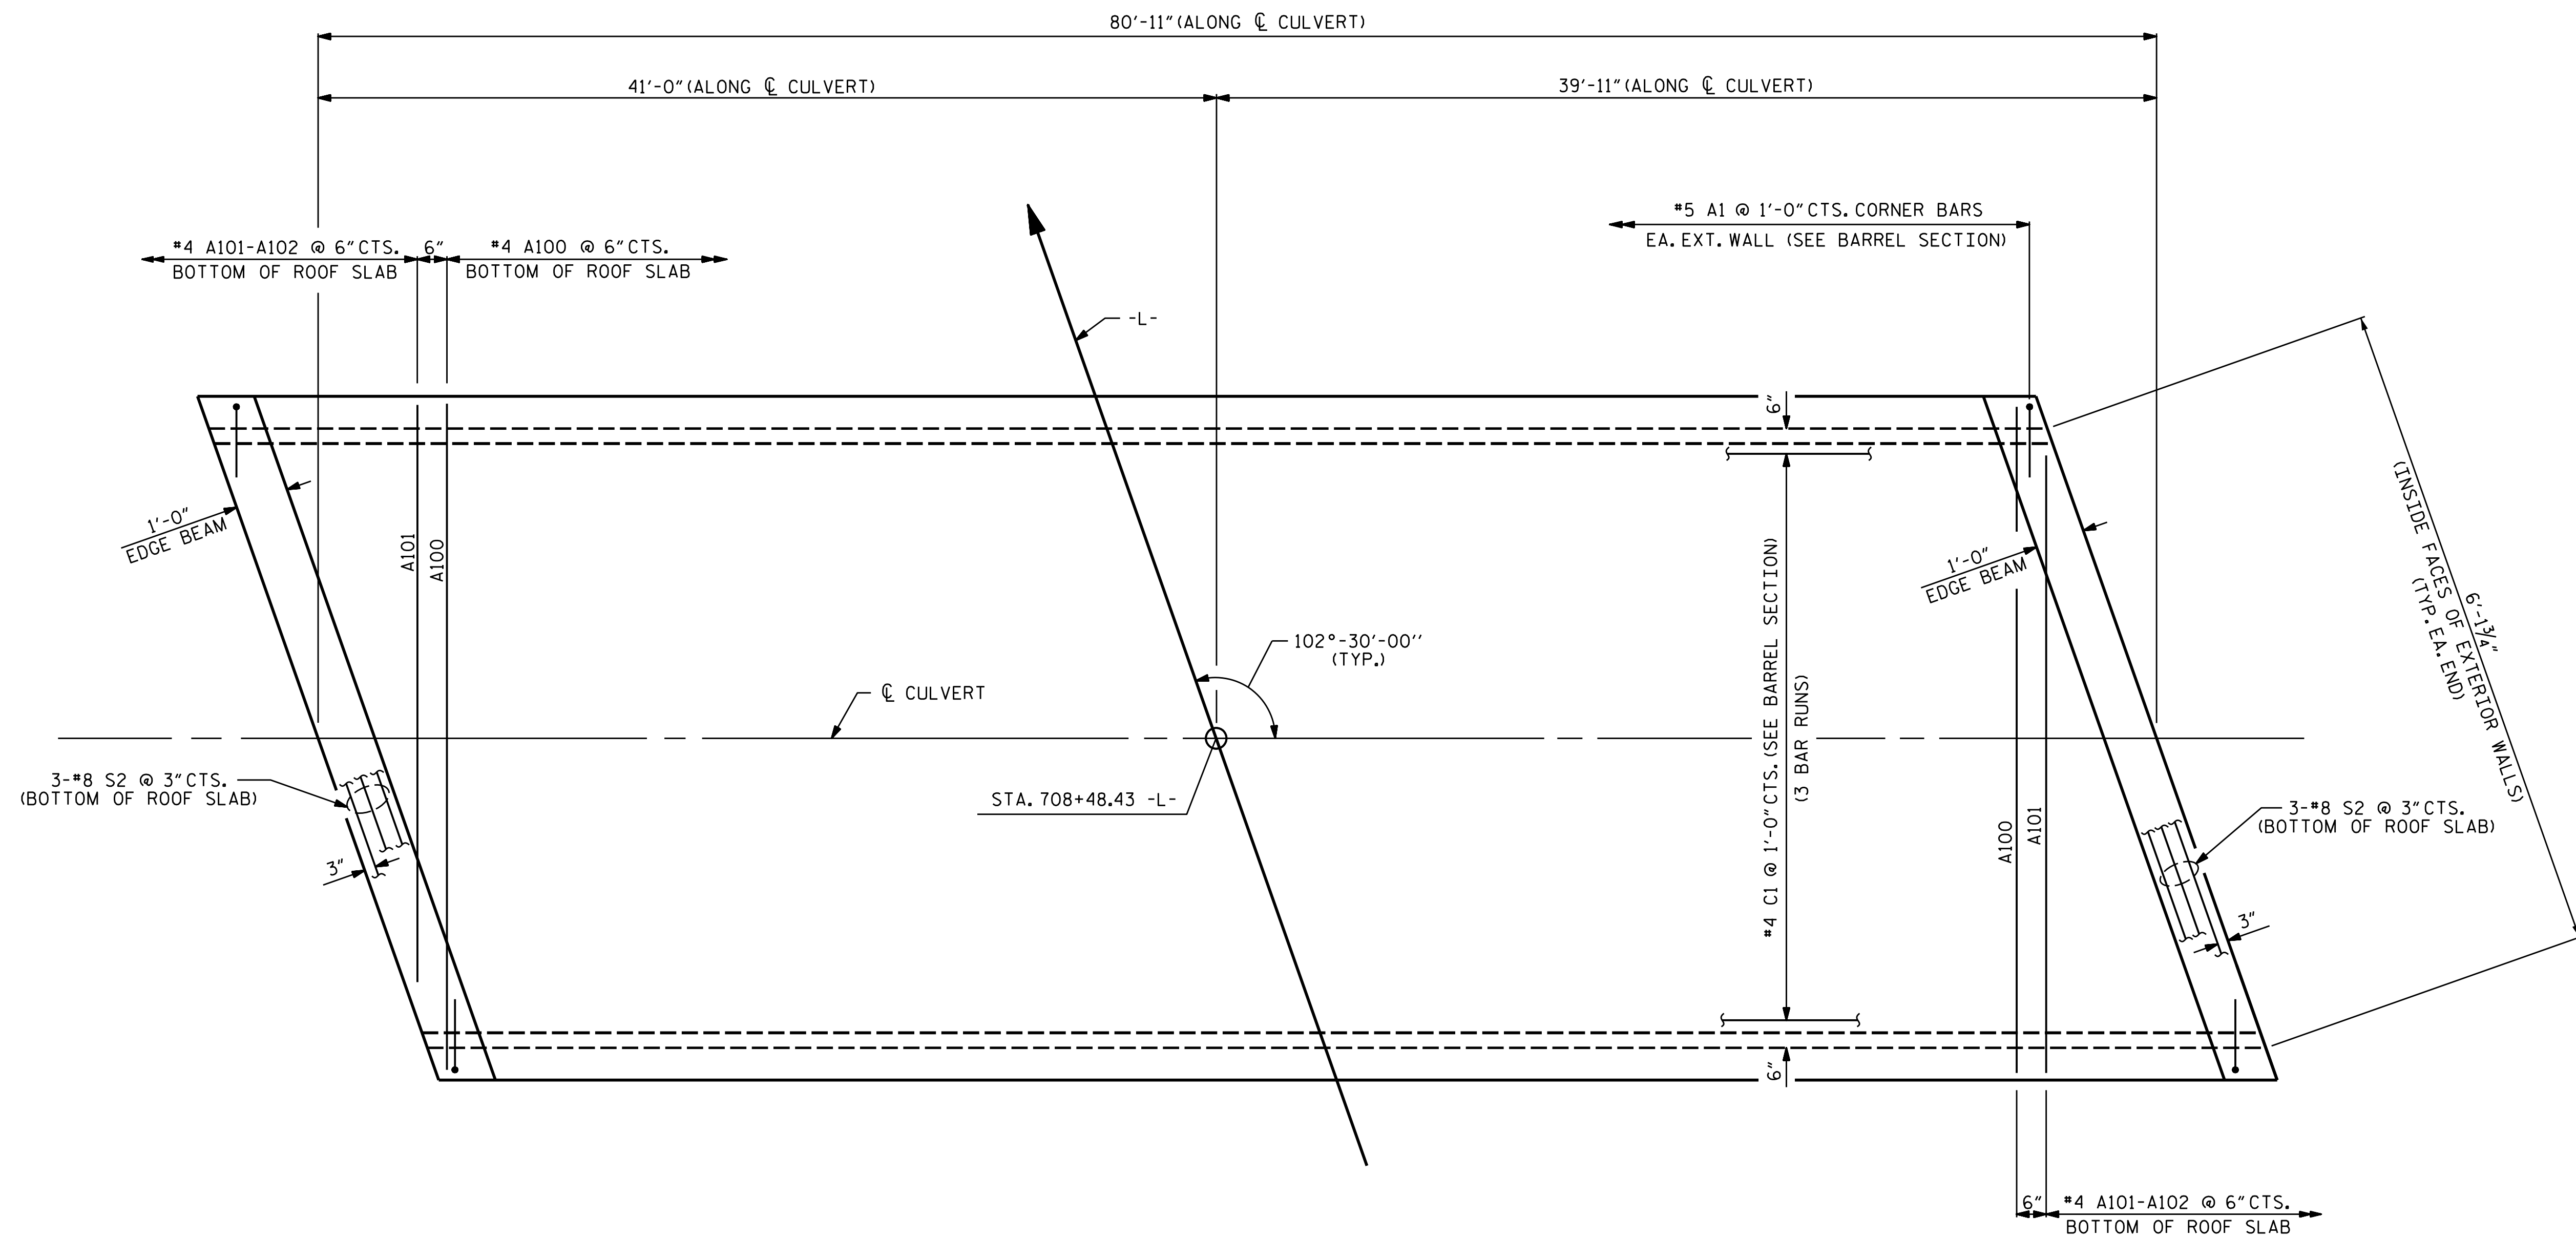 80'-11" (ALONG ℄ CULVERT)
41'-0" (ALONG ℄ CULVERT)
39'-11" (ALONG ℄ CULVERT)
#5 A1 @ 1'-0" CTS. CORNER BARS
EA. EXT. WALL (SEE BARREL SECTION)
#4 A101-A102 @ 6" CTS.
BOTTOM OF ROOF SLAB
6"
#4 A100 @ 6" CTS.
BOTTOM OF ROOF SLAB
-L-
6"
1'-0"
EDGE BEAM
A101
A100
1'-0"
EDGE BEAM
#4 C1 @ 1'-0" CTS. (SEE BARREL SECTION)
(3 BAR RUNS)
6'-1¾"
(INSIDE FACES OF EXTERIOR WALLS)
(TYP. EA. END)
102°-30'-00''
(TYP.)
℄ CULVERT
3-#8 S2 @ 3" CTS.
(BOTTOM OF ROOF SLAB)
STA. 708+48.43 -L-
3"
A100
A101
3-#8 S2 @ 3" CTS.
(BOTTOM OF ROOF SLAB)
3"
6"
6"
#4 A101-A102 @ 6" CTS.
BOTTOM OF ROOF SLAB